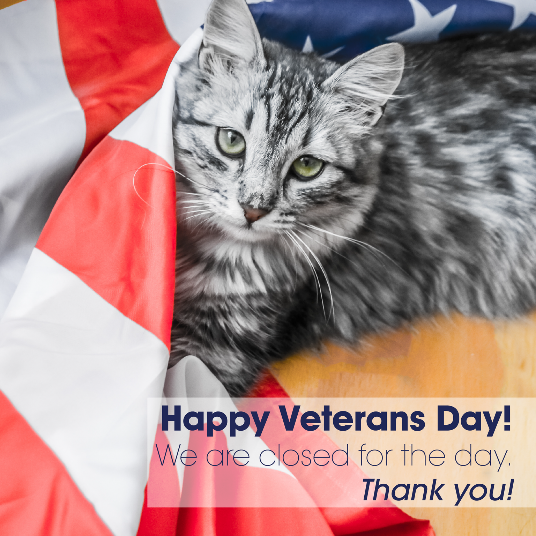 Happy Veterans Day!
We are closed for the day.
Thank you!